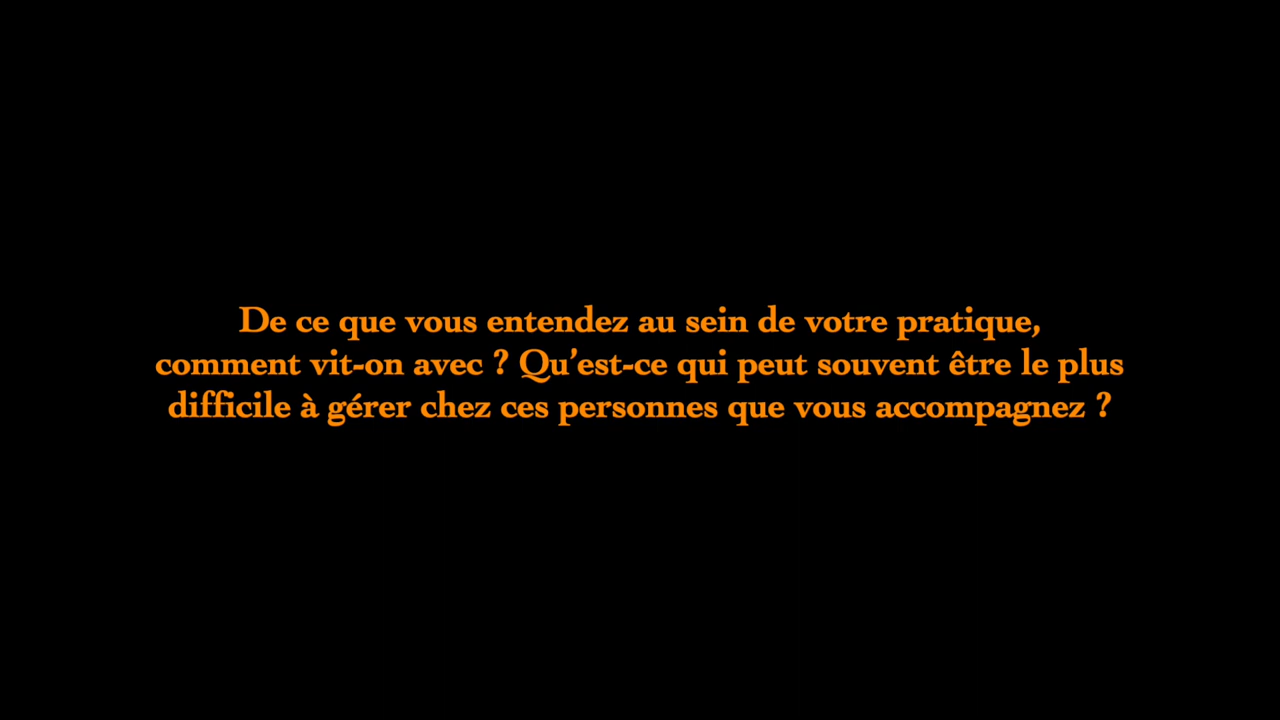 De ce que vous entendez au sein de votre pratique,
comment vit-on avec ? Qu’est-ce qui peut souvent être le plus
difficile à gérer chez ces personnes que vous accompagnez ?